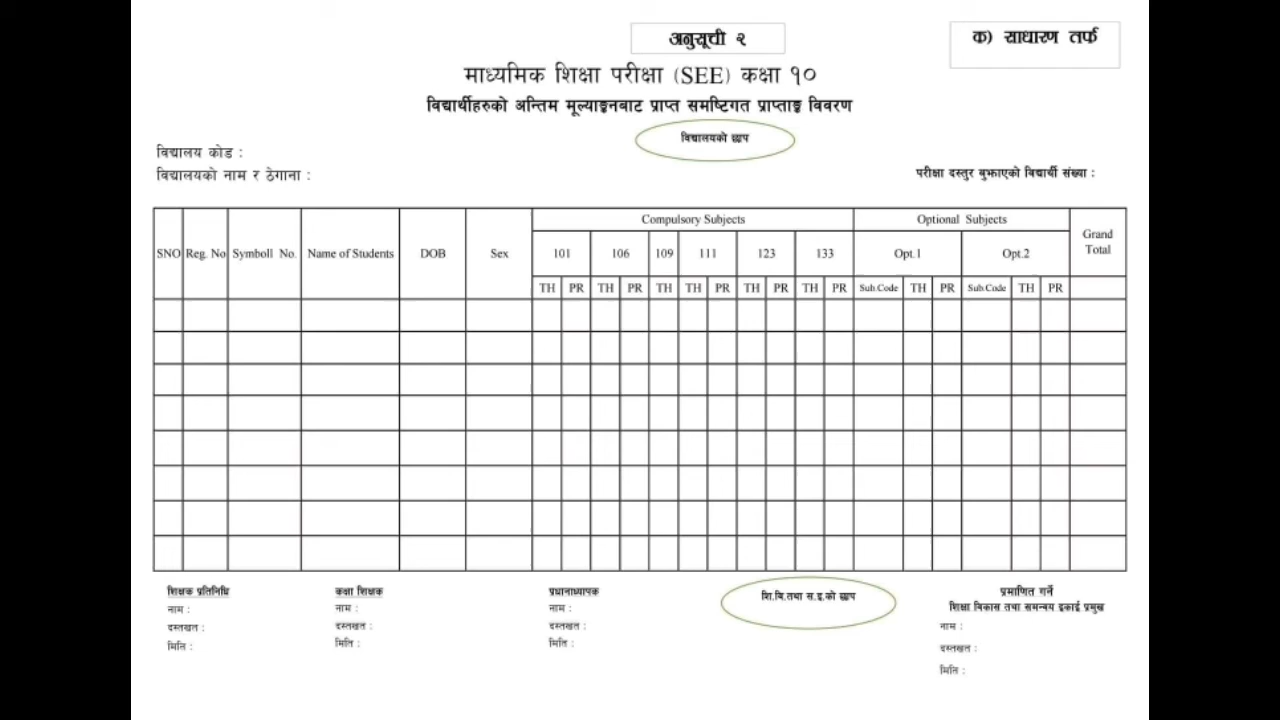 अनुसूची २
क) साधारण तर्फ
माध्यमिक शिक्षा परीक्षा (SEE) कक्षा १०
विद्यार्थीहरुको अन्तिम मूल्याङ्कनबाट प्राप्त समष्टिगत प्राप्ताङ्क विवरण
विद्यालयको छाप
विद्यालय कोड :
विद्यालयको नाम र ठेगाना :
परीक्षा दस्तुर बुझाएको विद्यार्थी संख्या :
Compulsory Subjects Optional Subjects
SNO Reg. No Symboll No. Name of Students DOB Sex 101 106 109 111 123 133 Opt.1 Opt.2 Grand Total
TH PR TH PR TH TH PR TH PR TH PR Sub.Code TH PR Sub.Code TH PR
शिक्षक प्रतिनिधि
नाम :
दस्तखत :
मिति :
कक्षा शिक्षक
नाम :
दस्तखत :
मिति :
प्रधानाध्यापक
नाम :
दस्तखत :
मिति :
शि.वि.तथा स.इ.को छाप
प्रमाणित गर्ने
शिक्षा विकास तथा समन्वय इकाई प्रमुख
नाम :
दस्तखत :
मिति :